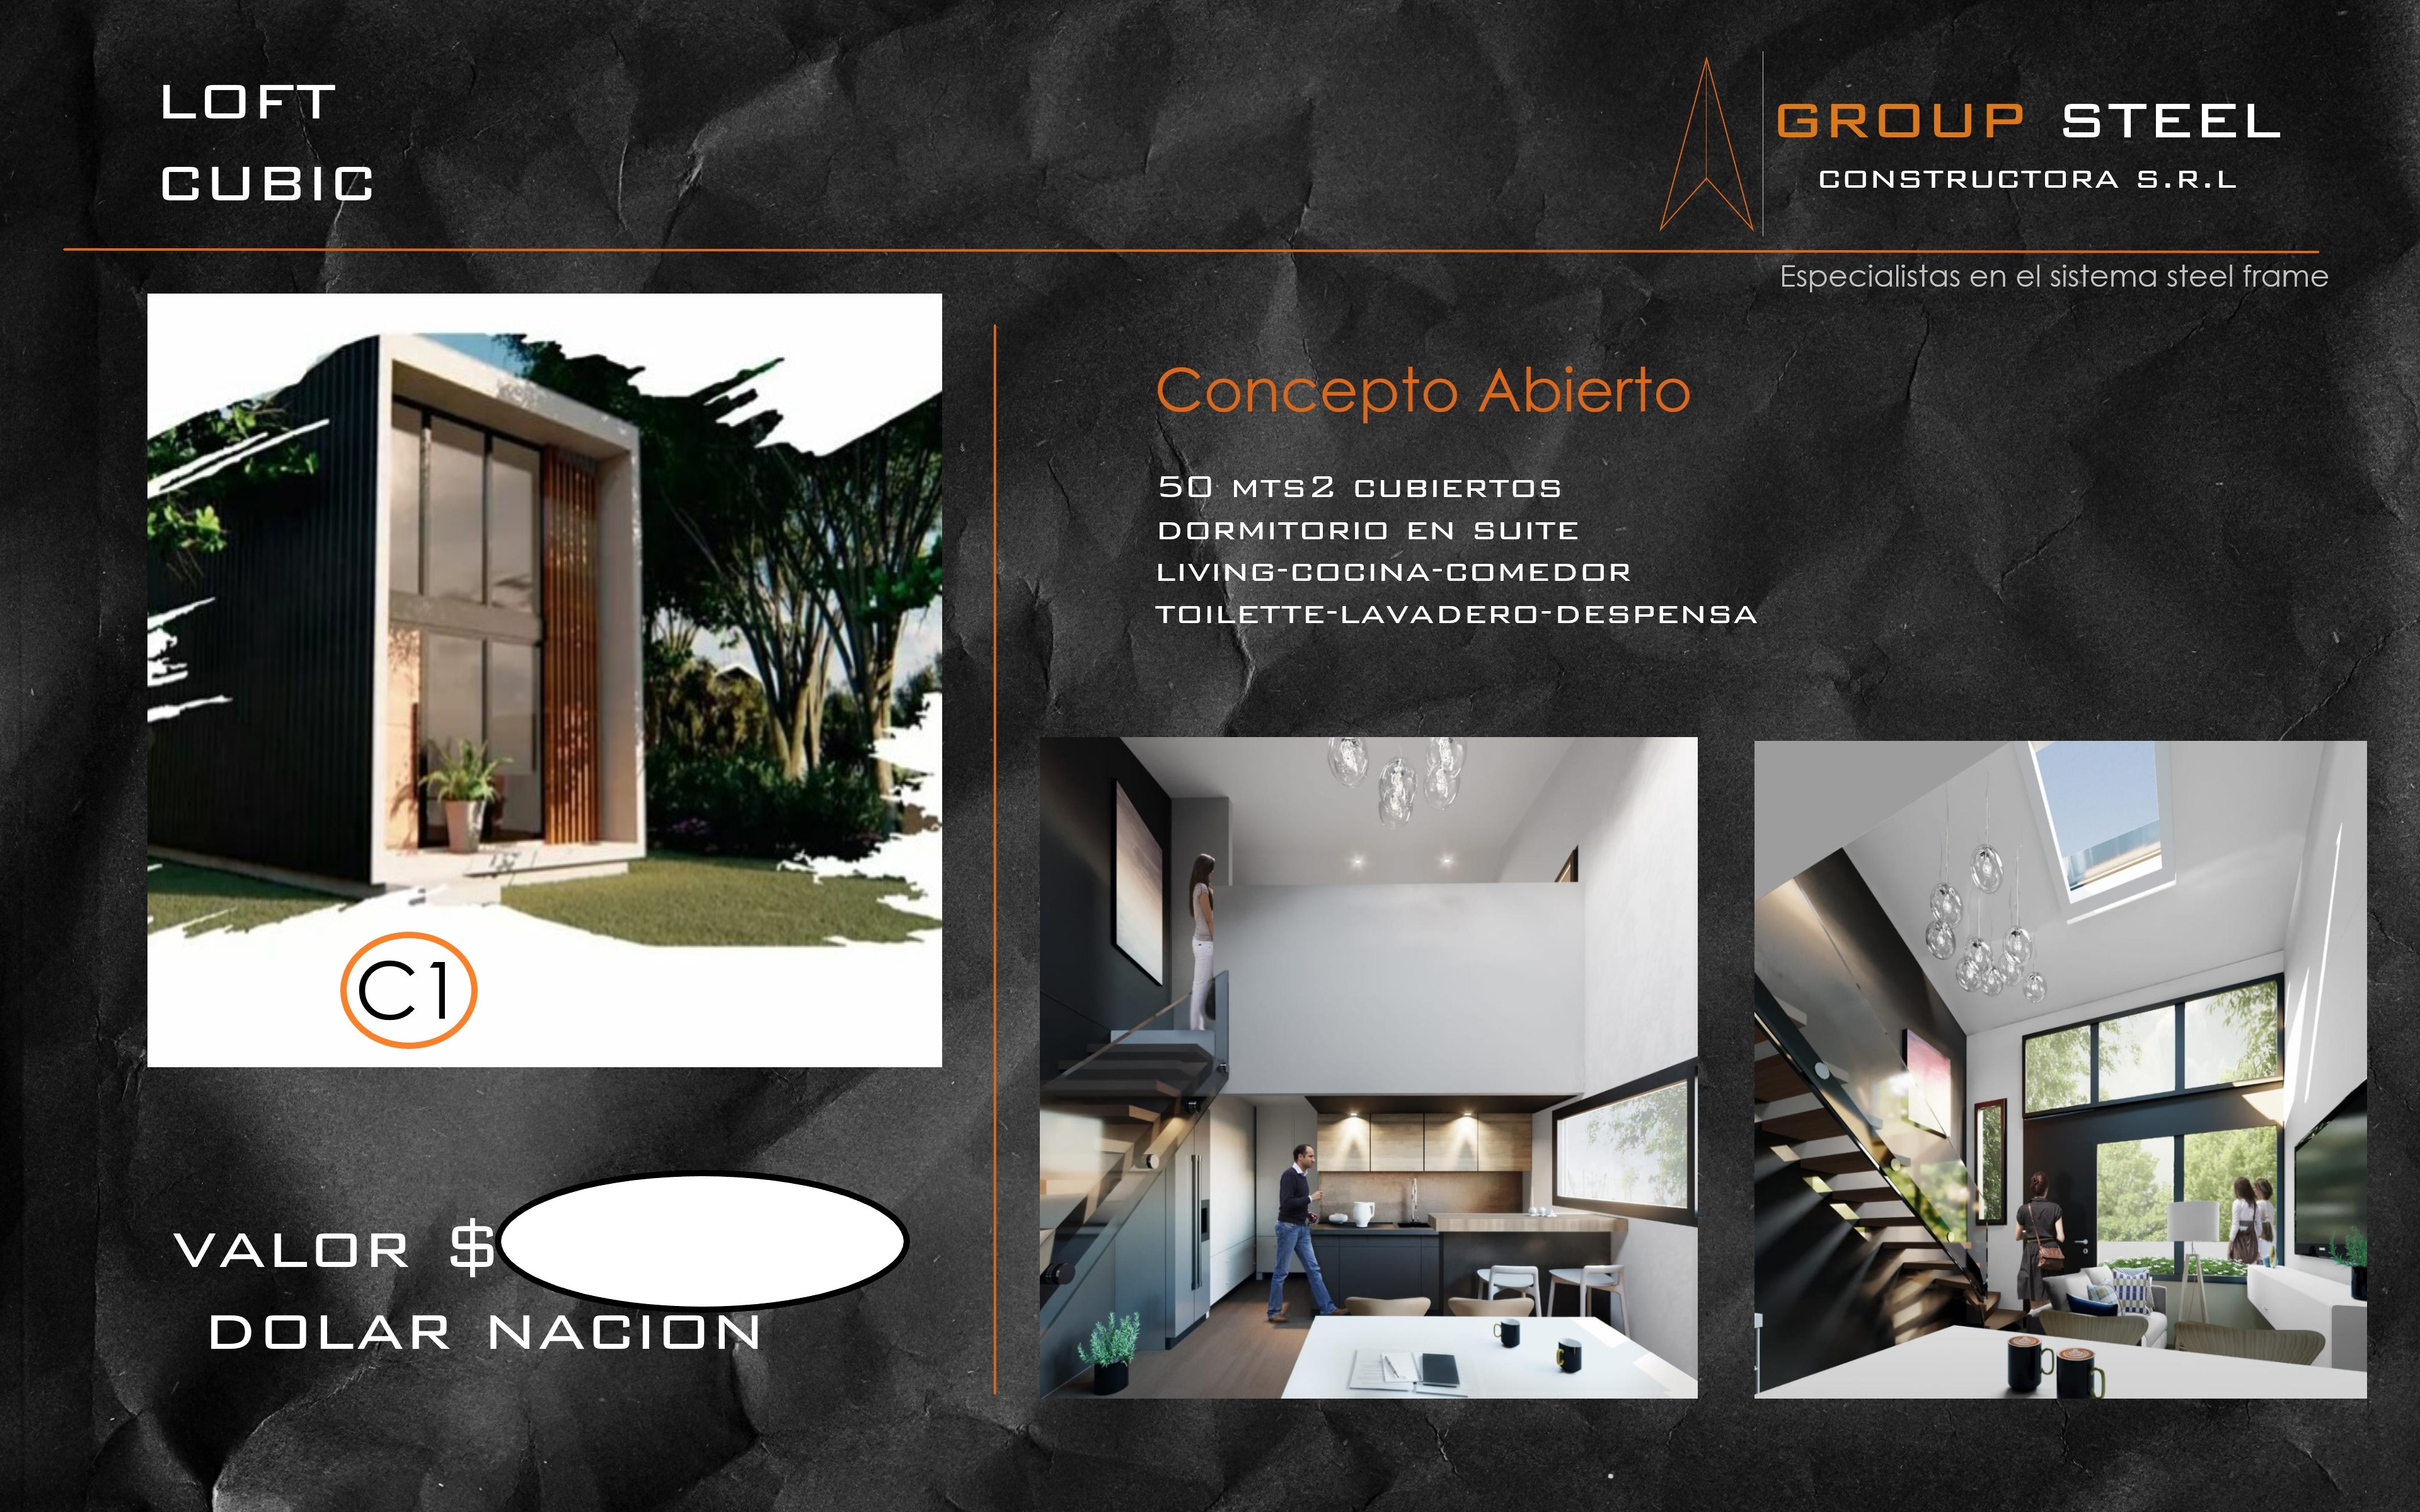 LOFT
CUBIC
GROUP STEEL
CONSTRUCTORA S.R.L
Especialistas en el sistema steel frame
Concepto Abierto
50 MTS2 CUBIERTOS
DORMITORIO EN SUITE
LIVING-COCINA-COMEDOR
TOILETTE-LAVADERO-DESPENSA
C1
VALOR $
DOLAR NACION